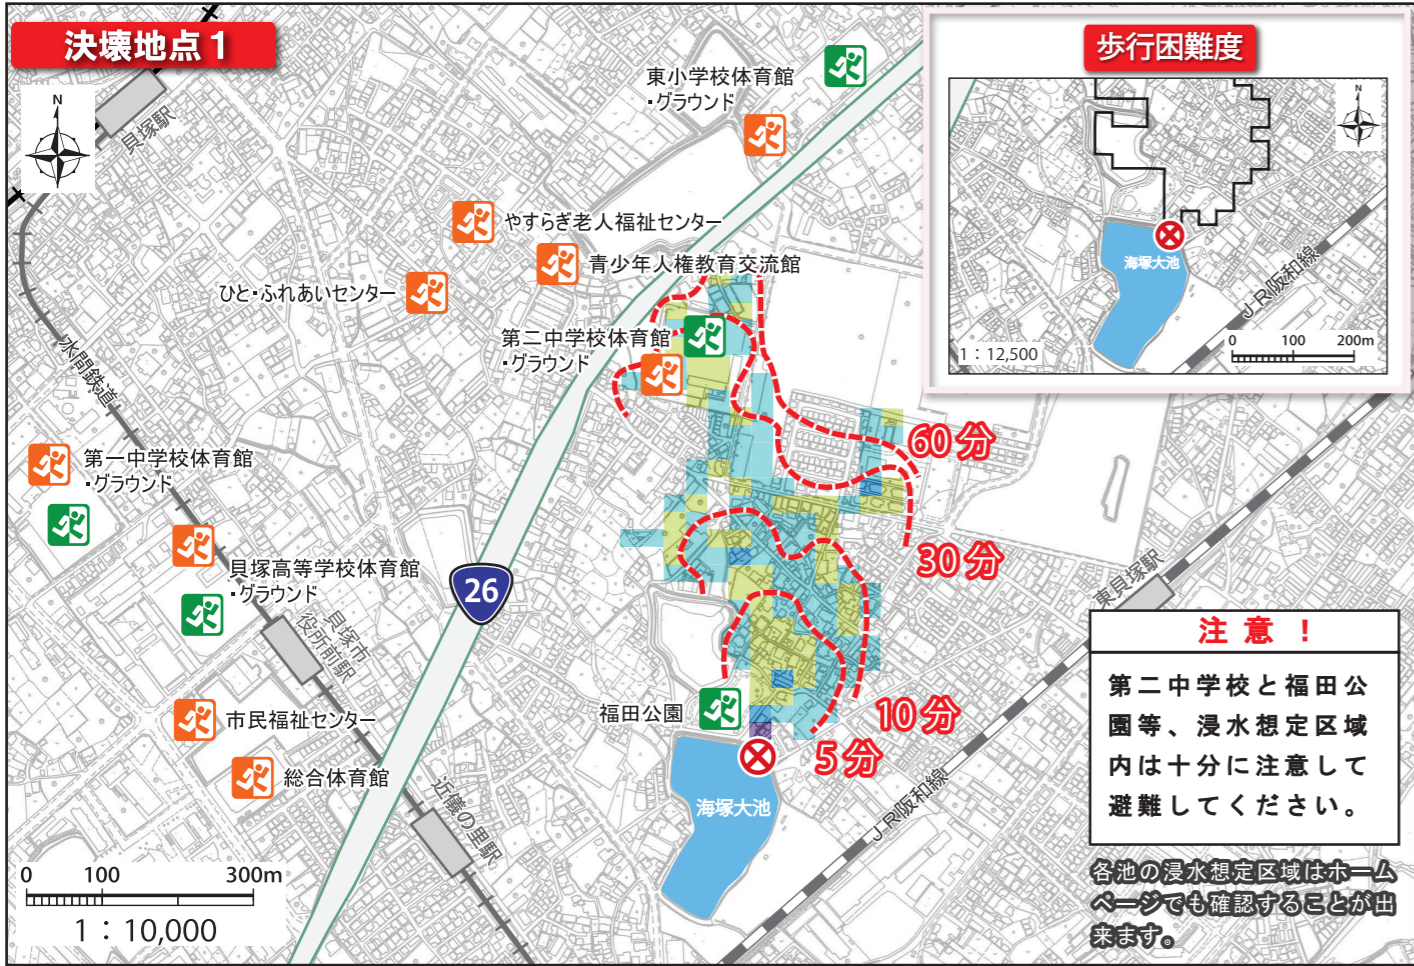 決壊地点1
N
貝塚駅
東小学校体育館
・グラウンド
やすらぎ老人福祉センター
青少年人権教育交流館
ひと・ふれあいセンター
第二中学校体育館
・グラウンド
水間鉄道
第一中学校体育館
・グラウンド
貝塚高等学校体育館
・グラウンド
26
貝塚市
役所前駅
市民福祉センター
総合体育館
近義の里駅
福田公園
海塚大池
60分
30分
10分
5分
東貝塚駅
JR阪和線
0 100 300m
1：10,000
歩行困難度
N
海塚大池
JR阪和線
1：12,500
0 100 200m
注意！
第二中学校と福田公
園等、浸水想定区域
内は十分に注意して
避難してください。
各池の浸水想定区域はホーム
ページでも確認することが出
来ます。